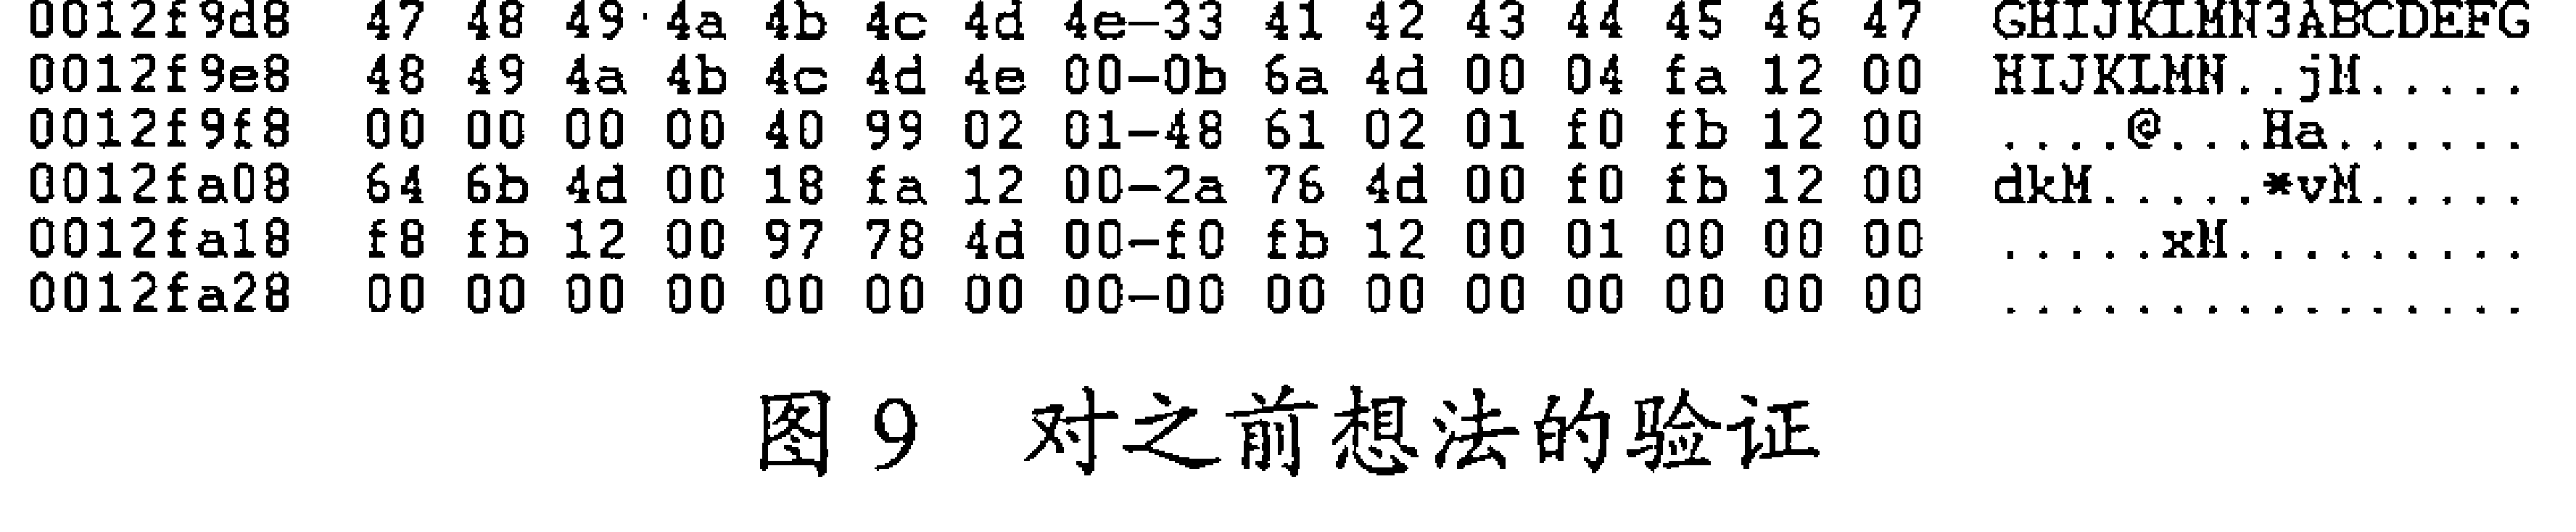 0012f9d8  47 48 49 4a 4b 4c 4d 4e-33 41 42 43 44 45 46 47  GHIJKLMN3ABCDEFG
0012f9e8  48 49 4a 4b 4c 4d 4e 00-0b 6a 4d 00 04 fa 12 00  HIJKLMN..jM.....
0012f9f8  00 00 00 00 40 99 02 01-48 61 02 01 f0 fb 12 00  ....@...Ha......
0012fa08  64 6b 4d 00 18 fa 12 00-2a 76 4d 00 f0 fb 12 00  dkM.....*vM.....
0012fa18  f8 fb 12 00 97 78 4d 00-f0 fb 12 00 01 00 00 00  .....xM.........
0012fa28  00 00 00 00 00 00 00 00-00 00 00 00 00 00 00 00  ................
图 9 对之前想法的验证